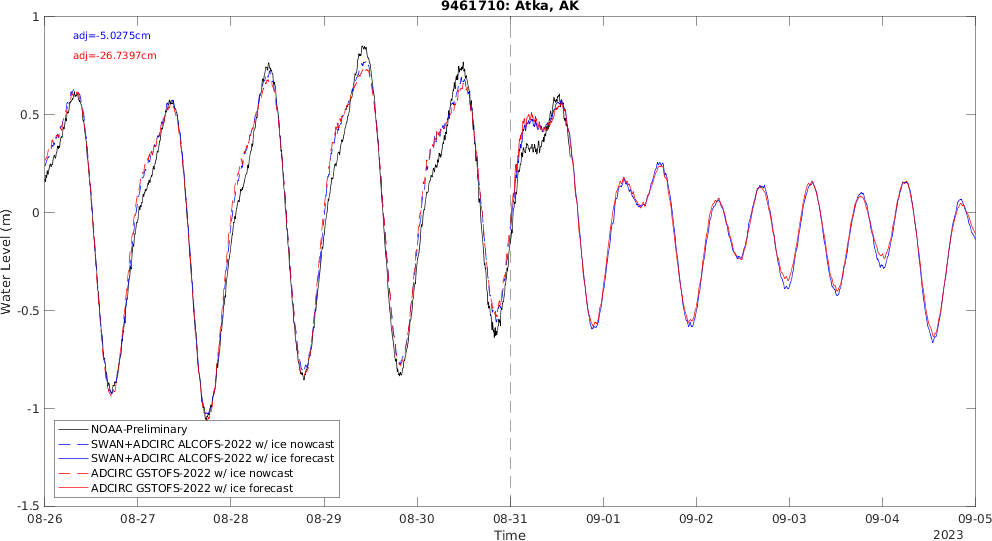 9461710: Atka, AK
adj=-5.0275cm
adj=-26.7397cm
1
0.5
0
-0.5
-1
-1.5
Water Level (m)
NOAA-Preliminary
SWAN+ADCIRC ALCOFS-2022 w/ ice nowcast
SWAN+ADCIRC ALCOFS-2022 w/ ice forecast
ADCIRC GSTOFS-2022 w/ ice nowcast
ADCIRC GSTOFS-2022 w/ ice forecast
08-26 08-27 08-28 08-29 08-30 08-31 09-01 09-02 09-03 09-04 09-05
Time
2023